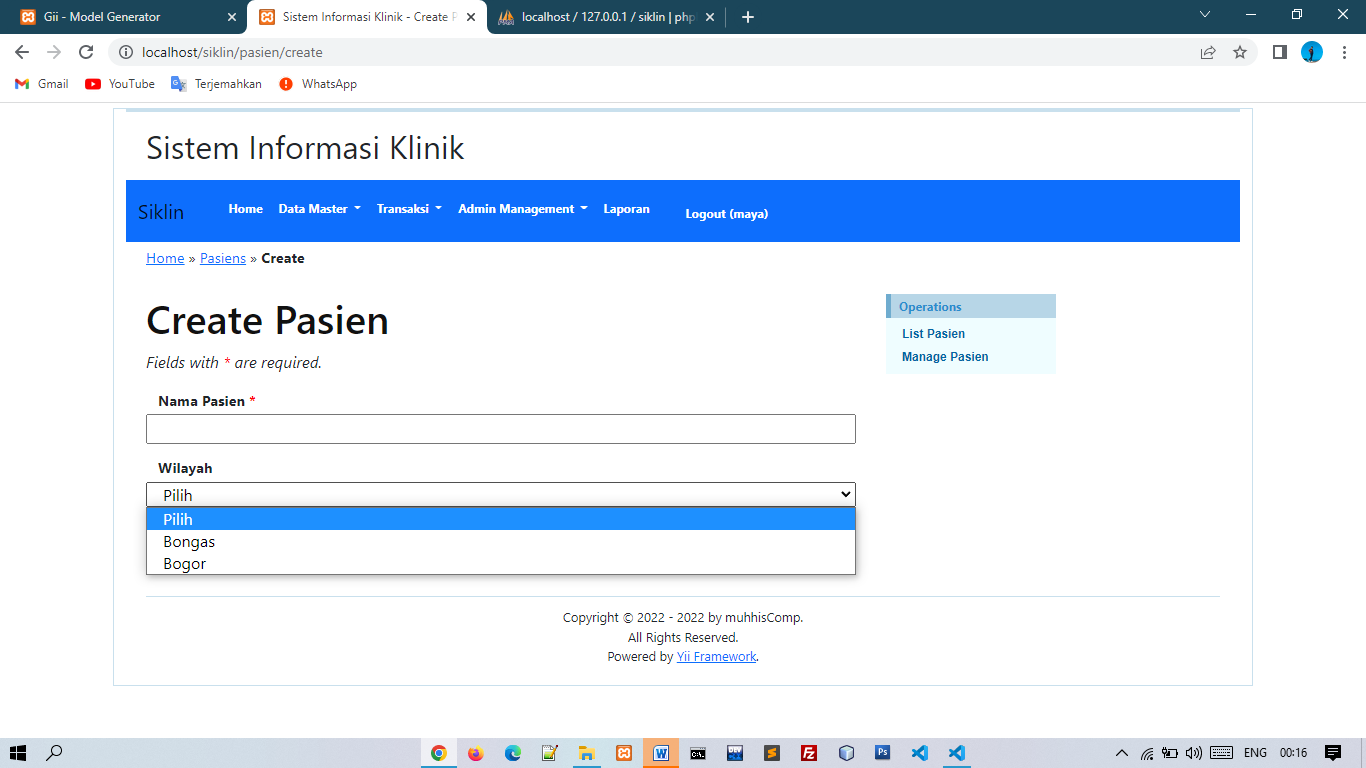 Gii - Model Generator
Sistem Informasi Klinik - Create P
localhost / 127.0.0.1 / siklin | php
localhost/siklin/pasien/create
Gmail
YouTube
Terjemahkan
WhatsApp
Sistem Informasi Klinik
Siklin
Home
Data Master
Transaksi
Admin Management
Laporan
Logout (maya)
Home » Pasiens » Create
Create Pasien
Fields with * are required.
Nama Pasien *
Wilayah
Pilih
Pilih
Bongas
Bogor
Operations
List Pasien
Manage Pasien
Copyright © 2022 - 2022 by muhhisComp.
All Rights Reserved.
Powered by Yii Framework.
ENG
00:16